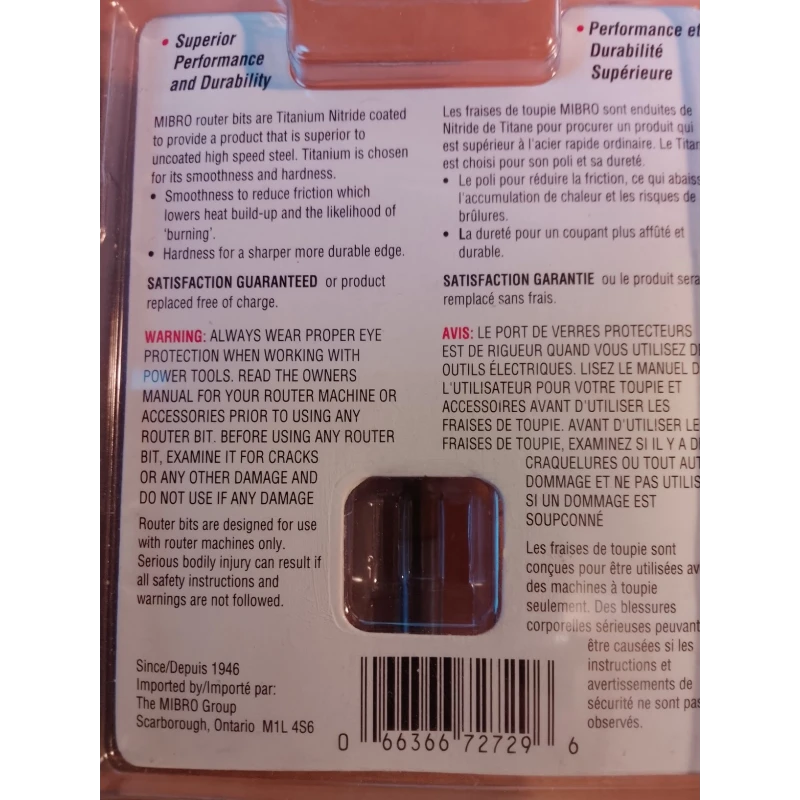 • Superior
Performance
and Durability
MIBRO router bits are Titanium Nitride coated
to provide a product that is superior to
uncoated high speed steel. Titanium is chosen
for its smoothness and hardness.
• Smoothness to reduce friction which
lowers heat build-up and the likelihood of
'burning'.
• Hardness for a sharper more durable edge.
SATISFACTION GUARANTEED or product
replaced free of charge.
WARNING: ALWAYS WEAR PROPER EYE
PROTECTION WHEN WORKING WITH
POWER TOOLS. READ THE OWNERS
MANUAL FOR YOUR ROUTER MACHINE OR
ACCESSORIES PRIOR TO USING ANY
ROUTER BIT. BEFORE USING ANY ROUTER
BIT, EXAMINE IT FOR CRACKS
OR ANY OTHER DAMAGE AND
DO NOT USE IF ANY DAMAGE
Router bits are designed for use
with router machines only.
Serious bodily injury can result if
all safety instructions and
warnings are not followed.
Since/Depuis 1946
Imported by/Importé par:
The MIBRO Group
Scarborough, Ontario M1L 4S6
• Performance et
Durabilité
Supérieure
Les fraises de toupie MIBRO sont enduites de
Nitride de Titane pour procurer un produit qui
est supérieur à l'acier rapide ordinaire. Le Titan
est choisi pour son poli et sa dureté.
• Le poli pour réduire la friction, ce qui abaiss
l'accumulation de chaleur et les risques de
brûlures.
• La dureté pour un coupant plus affûté et
durable.
SATISFACTION GARANTIE ou le produit sera
remplacé sans frais.
AVIS: LE PORT DE VERRES PROTECTEURS
EST DE RIGUEUR QUAND VOUS UTILISEZ D
OUTILS ÉLECTRIQUES. LISEZ LE MANUEL D
L'UTILISATEUR POUR VOTRE TOUPIE ET
ACCESSOIRES AVANT D'UTILISER LES
FRAISES DE TOUPIE. AVANT D'UTILISER LE
FRAISES DE TOUPIE, EXAMINEZ SI IL Y A D
CRAQUELURES OU TOUT AUT
DOMMAGE ET NE PAS UTILIS
SI UN DOMMAGE EST
SOUPCONNÉ
Les fraises de toupie sont
conçues pour être utilisées av
des machines à toupie
seulement. Des blessures
corporelles sérieuses peuvant
être causées si les
instructions et
avertissements de
sécurité ne sont pas
observés.
0 66366 72729 6